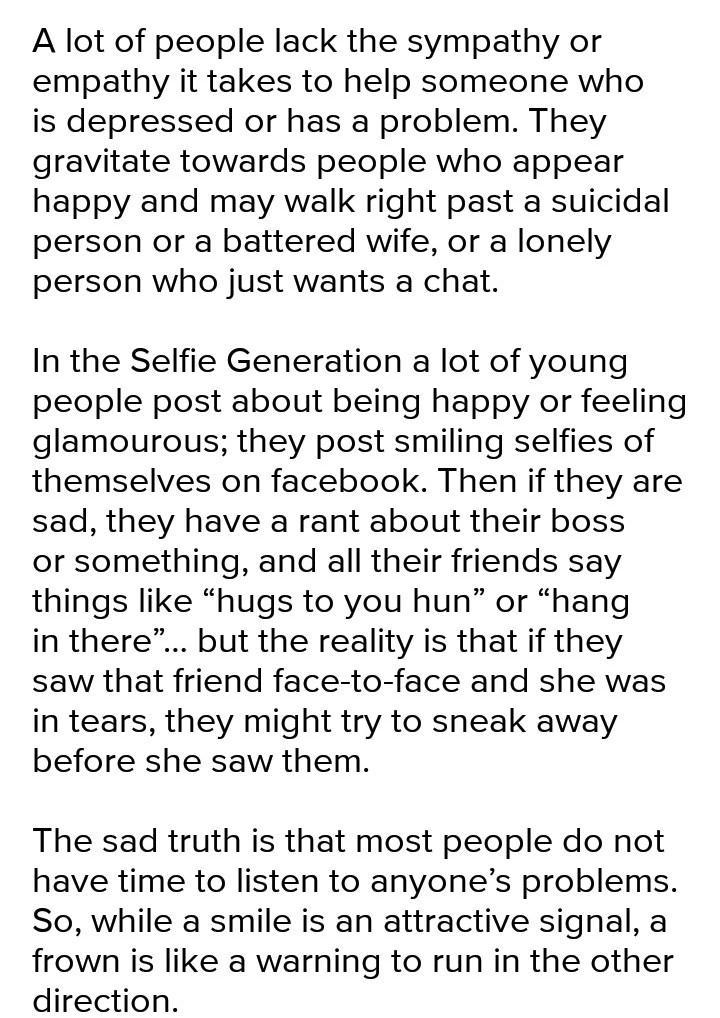 A lot of people lack the sympathy or
empathy it takes to help someone who
is depressed or has a problem. They
gravitate towards people who appear
happy and may walk right past a suicidal
person or a battered wife, or a lonely
person who just wants a chat.
In the Selfie Generation a lot of young
people post about being happy or feeling
glamourous; they post smiling selfies of
themselves on facebook. Then if they are
sad, they have a rant about their boss
or something, and all their friends say
things like “hugs to you hun” or “hang
in there”... but the reality is that if they
saw that friend face-to-face and she was
in tears, they might try to sneak away
before she saw them.
The sad truth is that most people do not
have time to listen to anyone’s problems.
So, while a smile is an attractive signal, a
frown is like a warning to run in the other
direction.